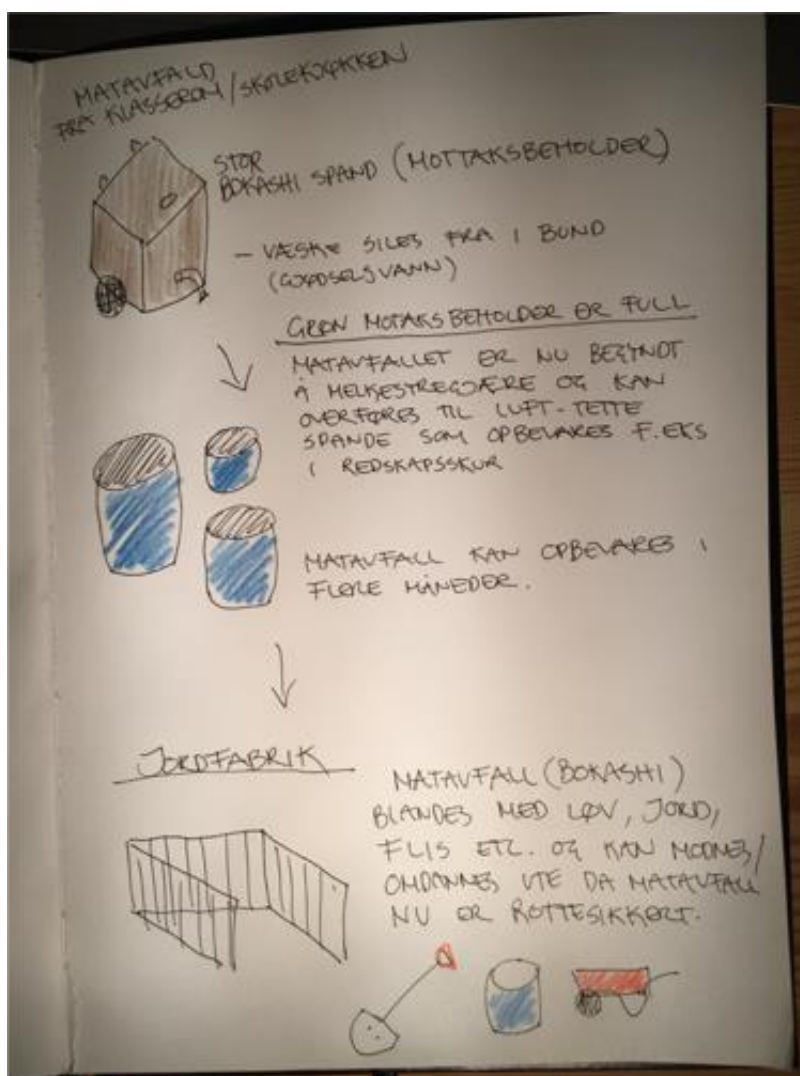 MATAVFALD
FRA KLASSEROM/SKOLEKJØKKEN
STOR
BOKASHI SPAND (MOTTAKSBEHOLDER)
- VÆSKE SILES FRA I BUND
(GJØDSELSVANN)
GRØN MOTAKSBEHOLDER ER FULL
MATAVFALLET ER NU BEGYNDT
Å MELKESYREGJÆRE OG KAN
OVERFØRES TIL LUFT-TETTE
SPANDE SOM OPBEVARES F.EKS
I REDSKAPSSKUR
MATAVFALL KAN OPBEVARES I
FLERE MÅNEDER.
JORDFABRIK
MATAVFALL (BOKASHI)
BLANDES MED LØV, JORD,
FLIS ETC. OG KAN MODNES/
OMDANNES UTE DA MATAVFALL
NU ER ROTTESIKKERT.